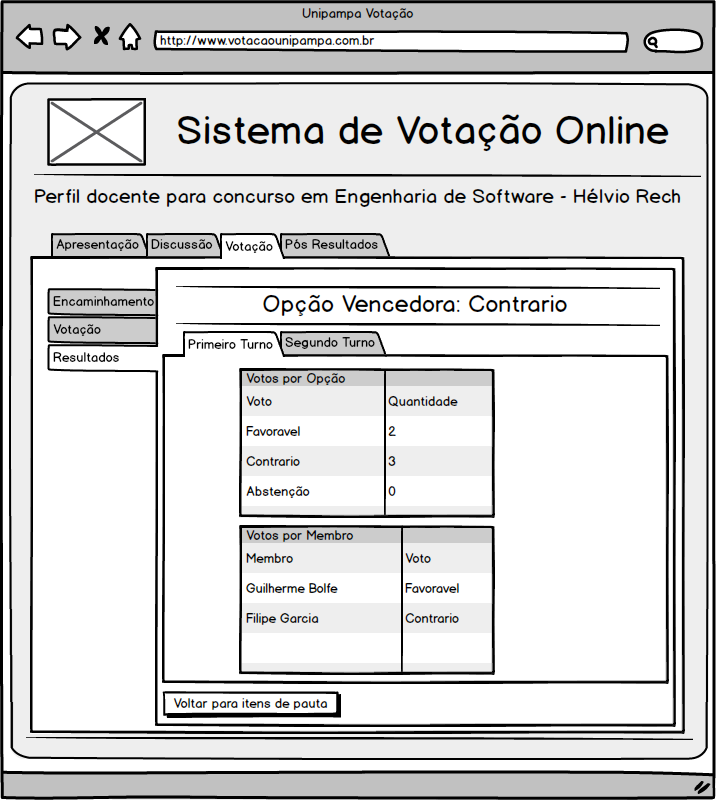 Unipampa Votação
http://www.votacaounipampa.com.br
Sistema de Votação Online
Perfil docente para concurso em Engenharia de Software - Hélvio Rech
Apresentação Discussão Votação Pós Resultados
Encaminhamento
Votação
Resultados
Opção Vencedora: Contrario
Primeiro Turno Segundo Turno
Votos por Opção
Voto Quantidade
Favoravel 2
Contrario 3
Abstenção 0
Votos por Membro
Membro Voto
Guilherme Bolfe Favoravel
Filipe Garcia Contrario
Voltar para itens de pauta